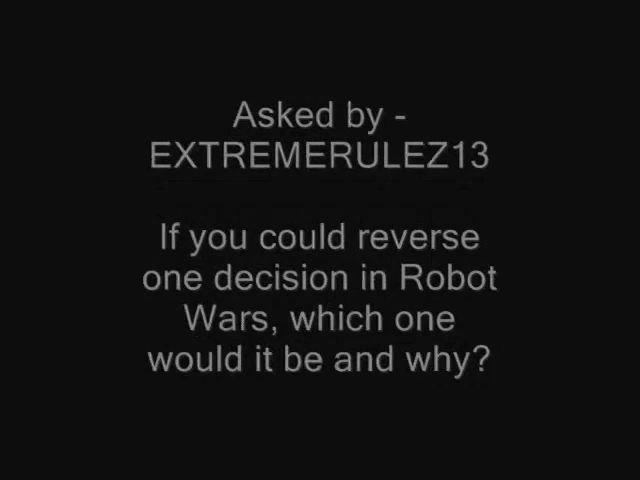 Asked by -
EXTREMERULEZ13
If you could reverse
one decision in Robot
Wars, which one
would it be and why?